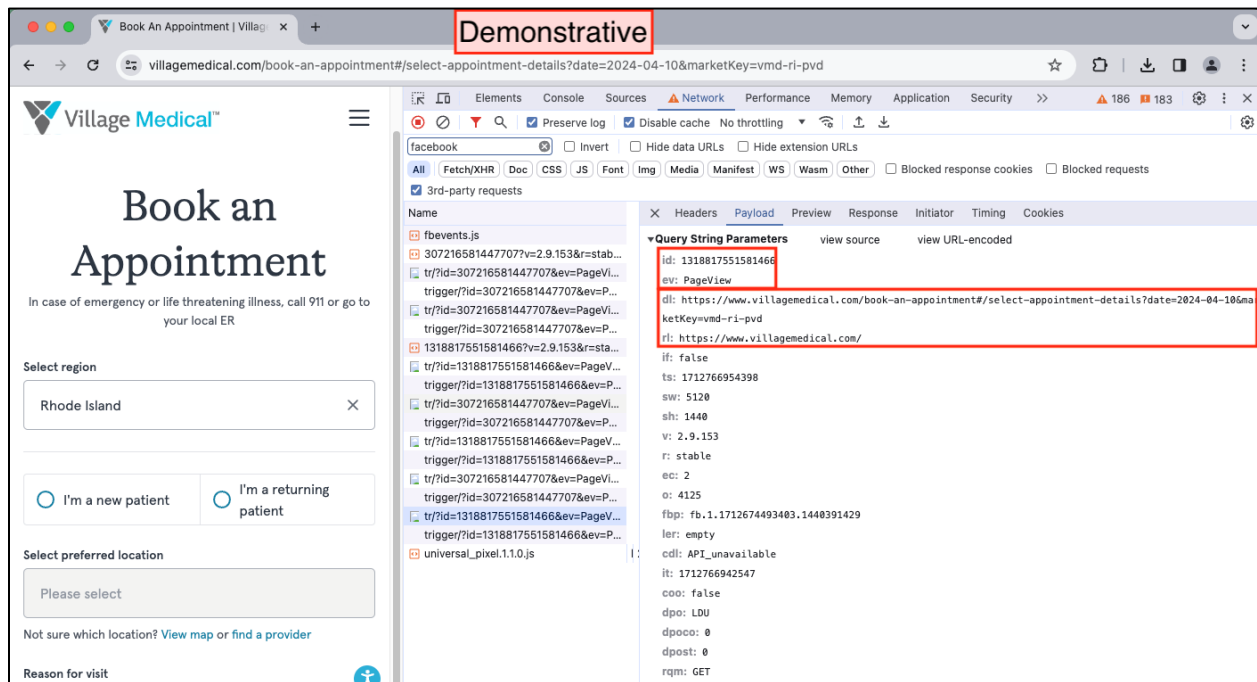 Book An Appointment | Villag
Demonstrative
villagemedical.com/book-an-appointment#/select-appointment-details?date=2024-04-10&marketKey=vmd-ri-pvd
Village Medical™
Book an
Appointment
In case of emergency or life threatening illness, call 911 or go to
your local ER
Select region
Rhode Island
I'm a new patient
I'm a returning
patient
Select preferred location
Please select
Not sure which location? View map or find a provider
Reason for visit
Elements Console Sources Network Performance Memory Application Security 186 183
Preserve log Disable cache No throttling
facebook Invert Hide data URLs Hide extension URLs
All Fetch/XHR Doc CSS JS Font Img Media Manifest WS Wasm Other Blocked response cookies Blocked requests
3rd-party requests
Name
fbevents.js
307216581447707?v=2.9.153&r=stab...
tr/?id=307216581447707&ev=PageVi...
trigger/?id=307216581447707&ev=P...
tr/?id=307216581447707&ev=PageVi...
trigger/?id=307216581447707&ev=P...
1318817551581466?v=2.9.153&r=sta...
tr/?id=1318817551581466&ev=PageV...
trigger/?id=1318817551581466&ev=P...
tr/?id=307216581447707&ev=PageVi...
trigger/?id=307216581447707&ev=P...
tr/?id=1318817551581466&ev=PageV...
trigger/?id=1318817551581466&ev=P...
tr/?id=307216581447707&ev=PageVi...
trigger/?id=307216581447707&ev=P...
tr/?id=1318817551581466&ev=PageV...
trigger/?id=1318817551581466&ev=P...
universal_pixel.1.1.0.js
Headers Payload Preview Response Initiator Timing Cookies
Query String Parameters view source view URL-encoded
id: 1318817551581466
ev: PageView
dl: https://www.villagemedical.com/book-an-appointment#/select-appointment-details?date=2024-04-10&mar
ketKey=vmd-ri-pvd
rl: https://www.villagemedical.com/
if: false
ts: 1712766954398
sw: 5120
sh: 1440
v: 2.9.153
r: stable
ec: 2
o: 4125
fbp: fb.1.1712674493403.1440391429
ler: empty
cdl: API_unavailable
it: 1712766942547
coo: false
dpo: LDU
dpoco: 0
dpost: 0
rqm: GET